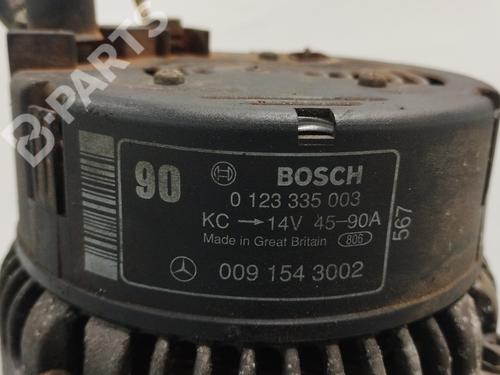 B-PARTS
90
BOSCH
0 123 335 003
KC → 14V 45-90A
Made in Great Britain 806
567
009 154 3002